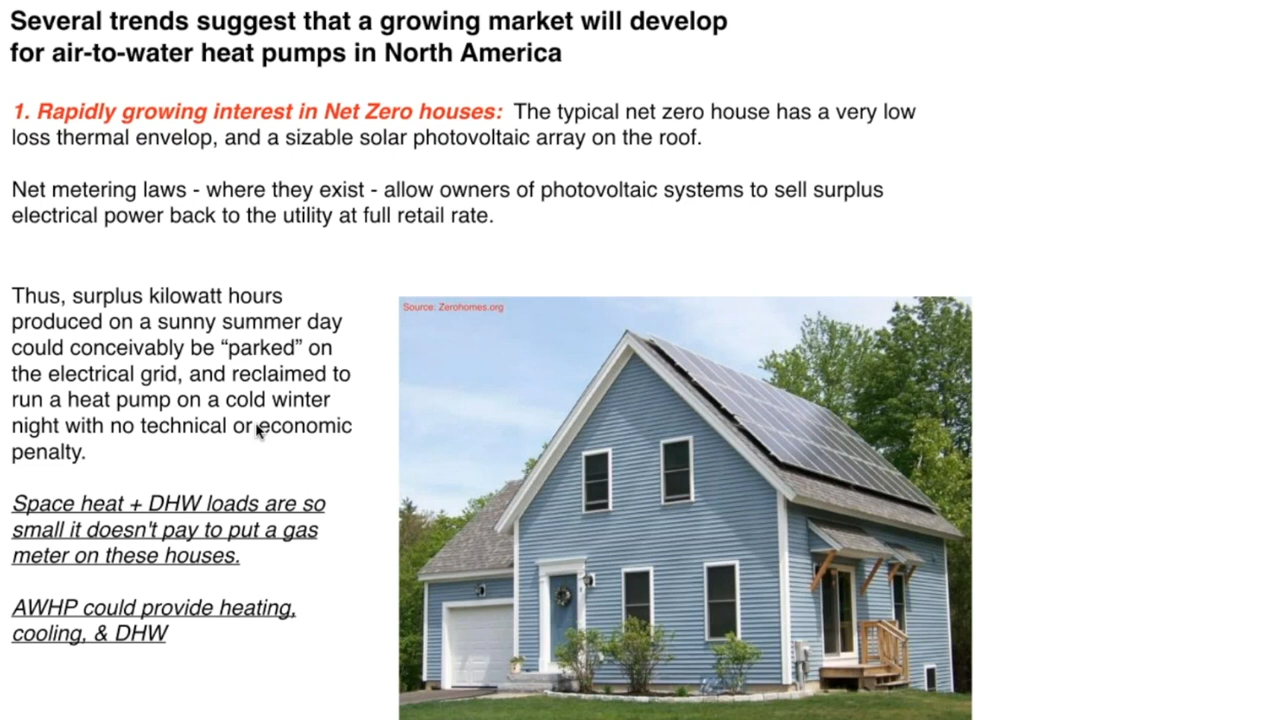 Several trends suggest that a growing market will develop
for air-to-water heat pumps in North America
1. Rapidly growing interest in Net Zero houses: The typical net zero house has a very low
loss thermal envelop, and a sizable solar photovoltaic array on the roof.
Net metering laws - where they exist - allow owners of photovoltaic systems to sell surplus
electrical power back to the utility at full retail rate.
Thus, surplus kilowatt hours
produced on a sunny summer day
could conceivably be “parked” on
the electrical grid, and reclaimed to
run a heat pump on a cold winter
night with no technical or economic
penalty.
Space heat + DHW loads are so
small it doesn't pay to put a gas
meter on these houses.
AWHP could provide heating,
cooling, & DHW
Source: Zerohomes.org